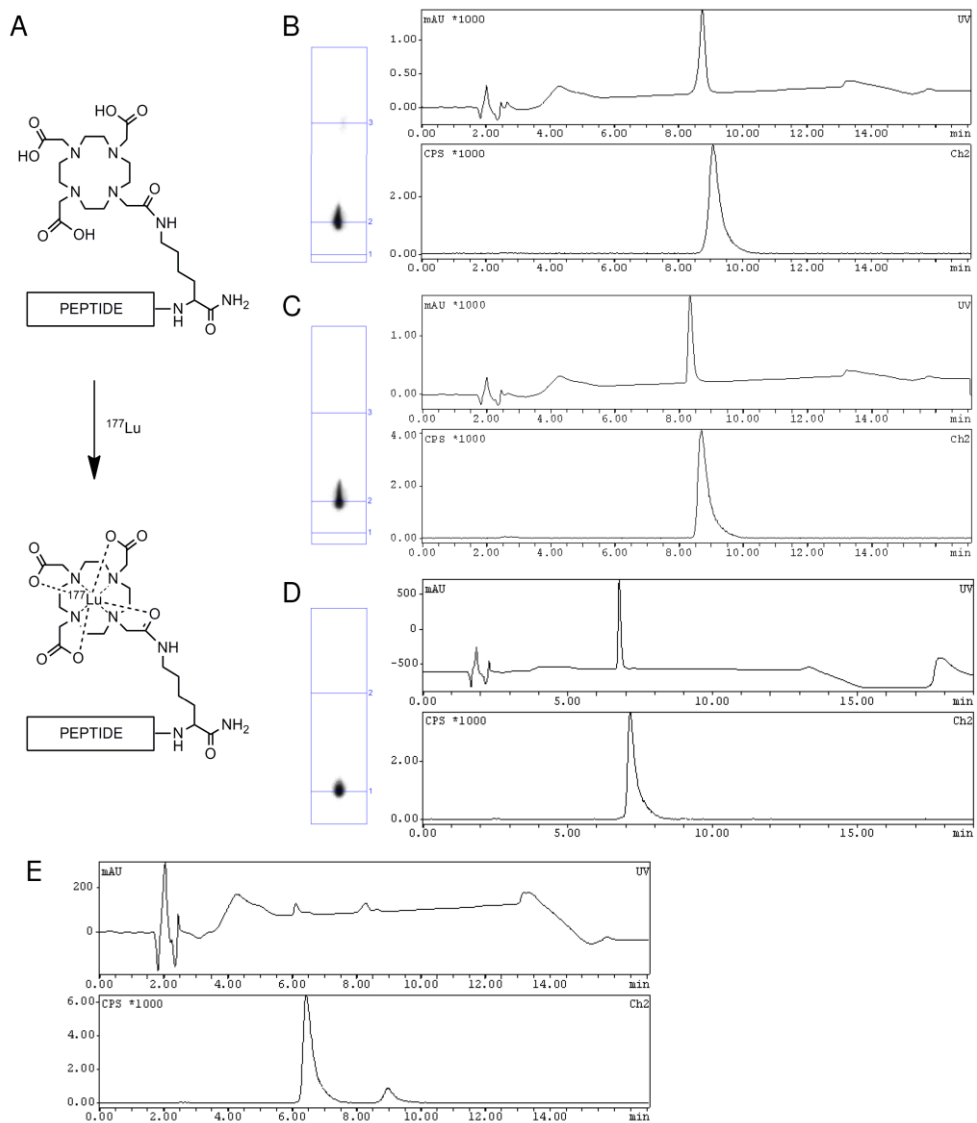 A
HO
O
O
HO
N
N
N
N
O
NH
O
OH
PEPTIDE
N
H
NH2
O
177Lu
O
O
O
O
N
N
177Lu
N
N
O
O
O
NH
PEPTIDE
N
H
NH2
O
B
3
2
1
mAU *1000
UV
1.00
0.50
0.00
0.00 2.00 4.00 6.00 8.00 10.00 12.00 14.00 min
CPS *1000
Ch2
2.00
0.00
0.00 2.00 4.00 6.00 8.00 10.00 12.00 14.00 min
C
3
2
1
mAU *1000
UV
1.00
0.00
0.00 2.00 4.00 6.00 8.00 10.00 12.00 14.00 min
4.00
CPS *1000
Ch2
2.00
0.00
0.00 2.00 4.00 6.00 8.00 10.00 12.00 14.00 min
D
2
1
mAU
UV
500
0
-500
0.00 5.00 10.00 15.00 min
CPS *1000
Ch2
2.00
0.00
0.00 5.00 10.00 15.00 min
E
mAU
UV
200
0
0.00 2.00 4.00 6.00 8.00 10.00 12.00 14.00 min
6.00
CPS *1000
Ch2
4.00
2.00
0.00
0.00 2.00 4.00 6.00 8.00 10.00 12.00 14.00 min